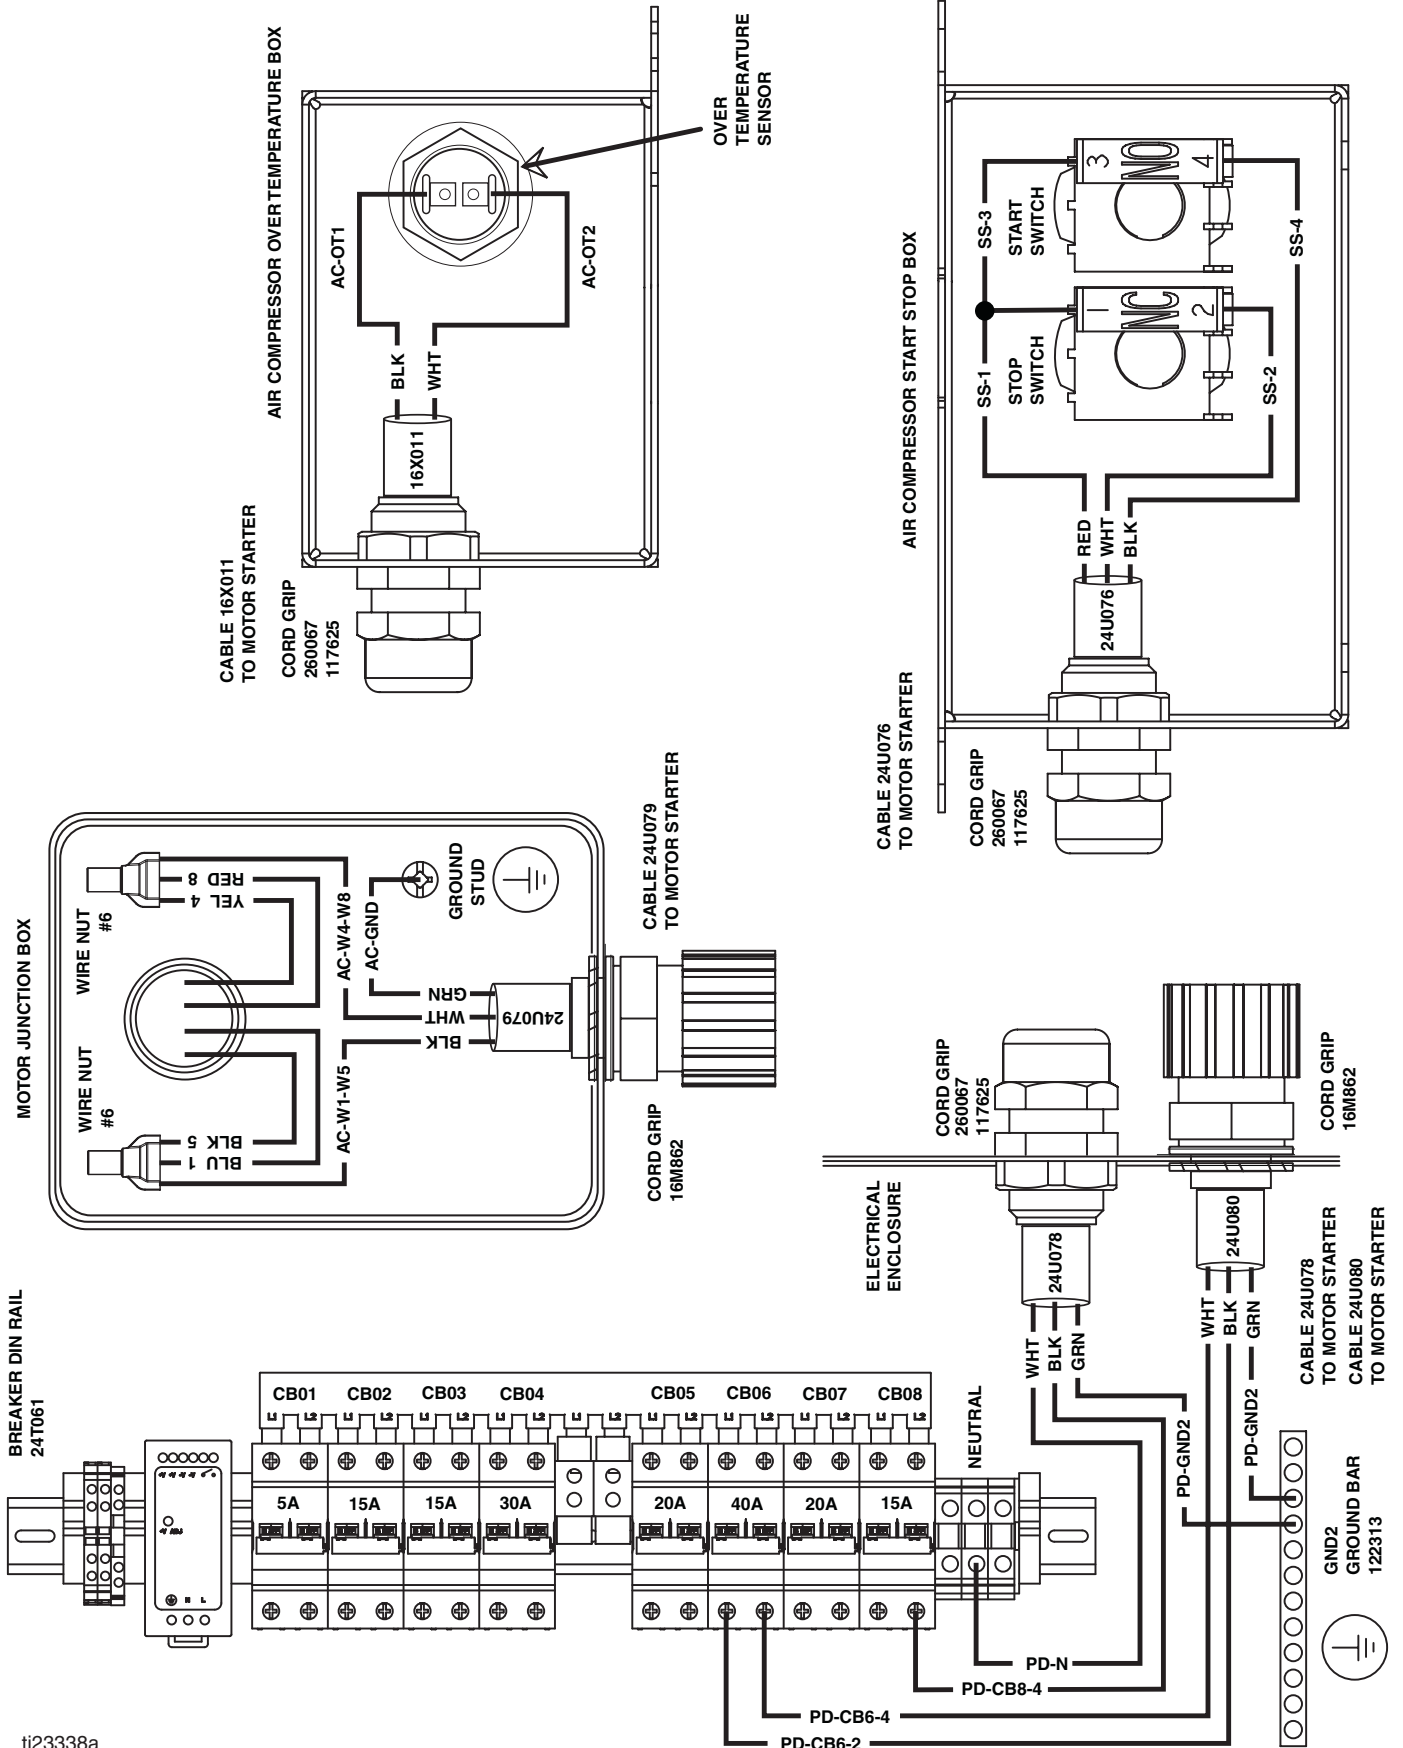 AIR COMPRESSOR OVERTEMPERATURE BOX
OVER
TEMPERATURE
SENSOR
AC-OT1
AC-OT2
BLK
WHT
16X011
CABLE 16X011
TO MOTOR STARTER
CORD GRIP
260067
117625
AIR COMPRESSOR START STOP BOX
SS-3
START
SWITCH
3
NO
4
SS-4
SS-1
STOP
SWITCH
1
NC
2
SS-2
RED
WHT
BLK
24U076
CABLE 24U076
TO MOTOR STARTER
CORD GRIP
260067
117625
MOTOR JUNCTION BOX
WIRE NUT
#6
RED 8
YEL 4
AC-W4-W8
AC-GND
GROUND
STUD
CABLE 24U079
TO MOTOR STARTER
GRN
WHT
BLK
24U079
WIRE NUT
#6
BLK 5
BLU 1
AC-W1-W5
CORD GRIP
16M862
CORD GRIP
260067
117625
CORD GRIP
16M862
ELECTRICAL
ENCLOSURE
24U078
24U080
WHT
BLK
GRN
WHT
BLK
GRN
CABLE 24U078
TO MOTOR STARTER
CABLE 24U080
TO MOTOR STARTER
BREAKER DIN RAIL
24T061
CB01
CB02
CB03
CB04
CB05
CB06
CB07
CB08
5A
15A
15A
30A
20A
40A
20A
15A
NEUTRAL
PD-GND2
PD-GND2
GND2
GROUND BAR
122313
PD-N
PD-CB8-4
PD-CB6-4
PD-CB6-2
ti23338a